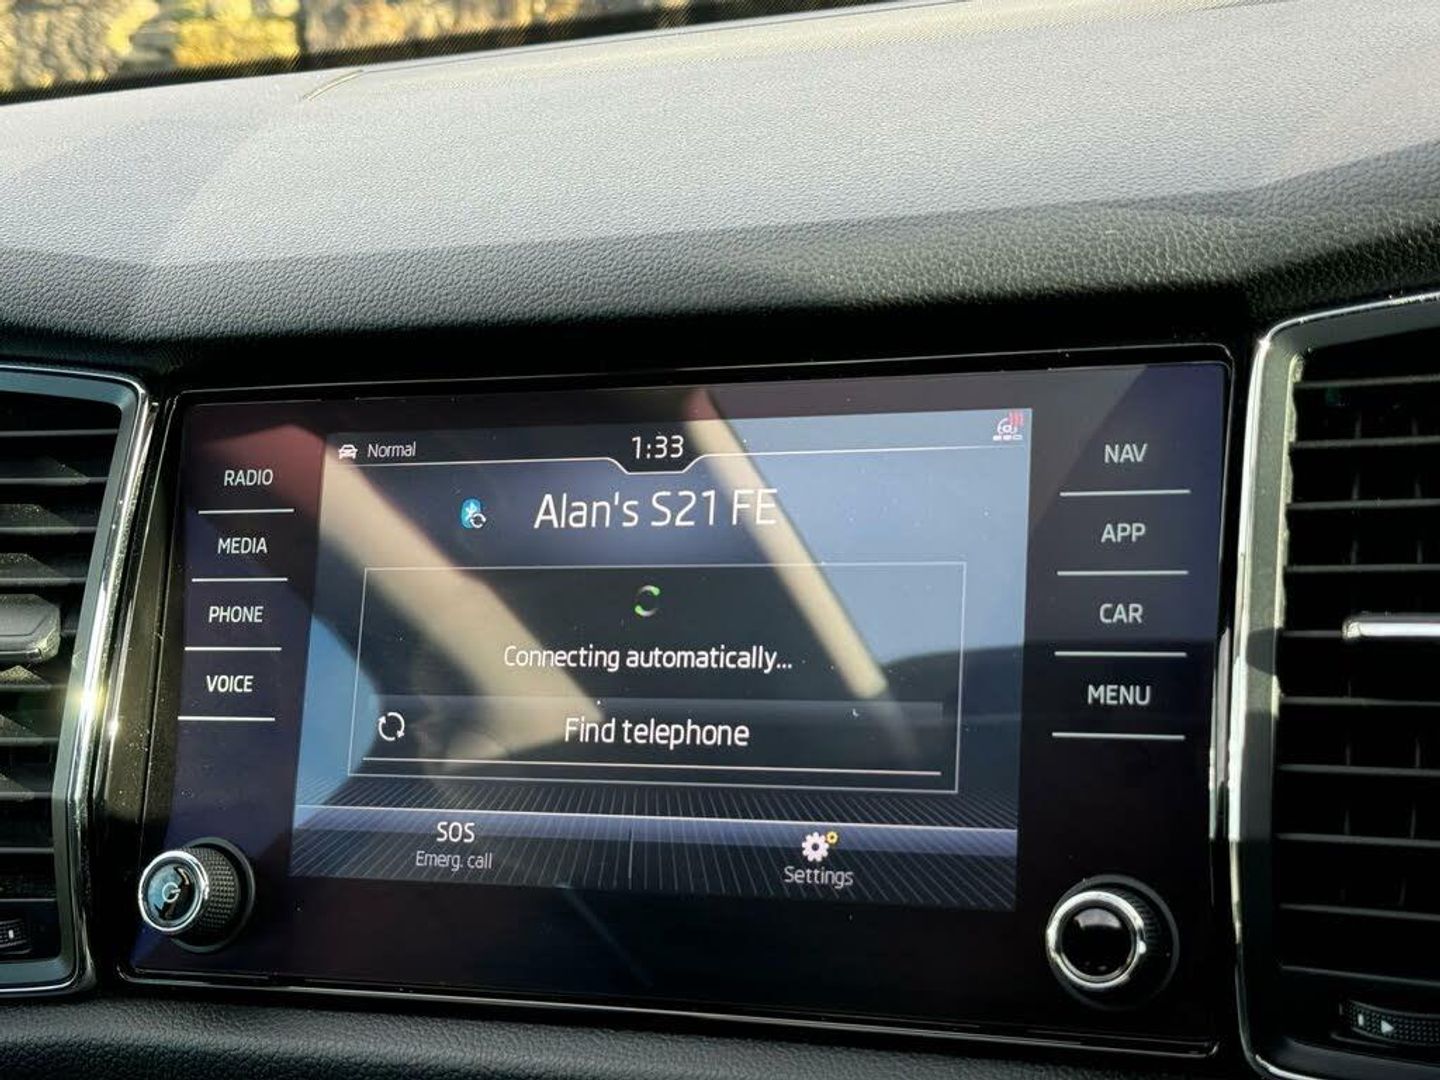 Normal
1:33
Alan's S21 FE
Connecting automatically...
Find telephone
SOS
Emerg. call
Settings
RADIO
MEDIA
PHONE
VOICE
NAV
APP
CAR
MENU